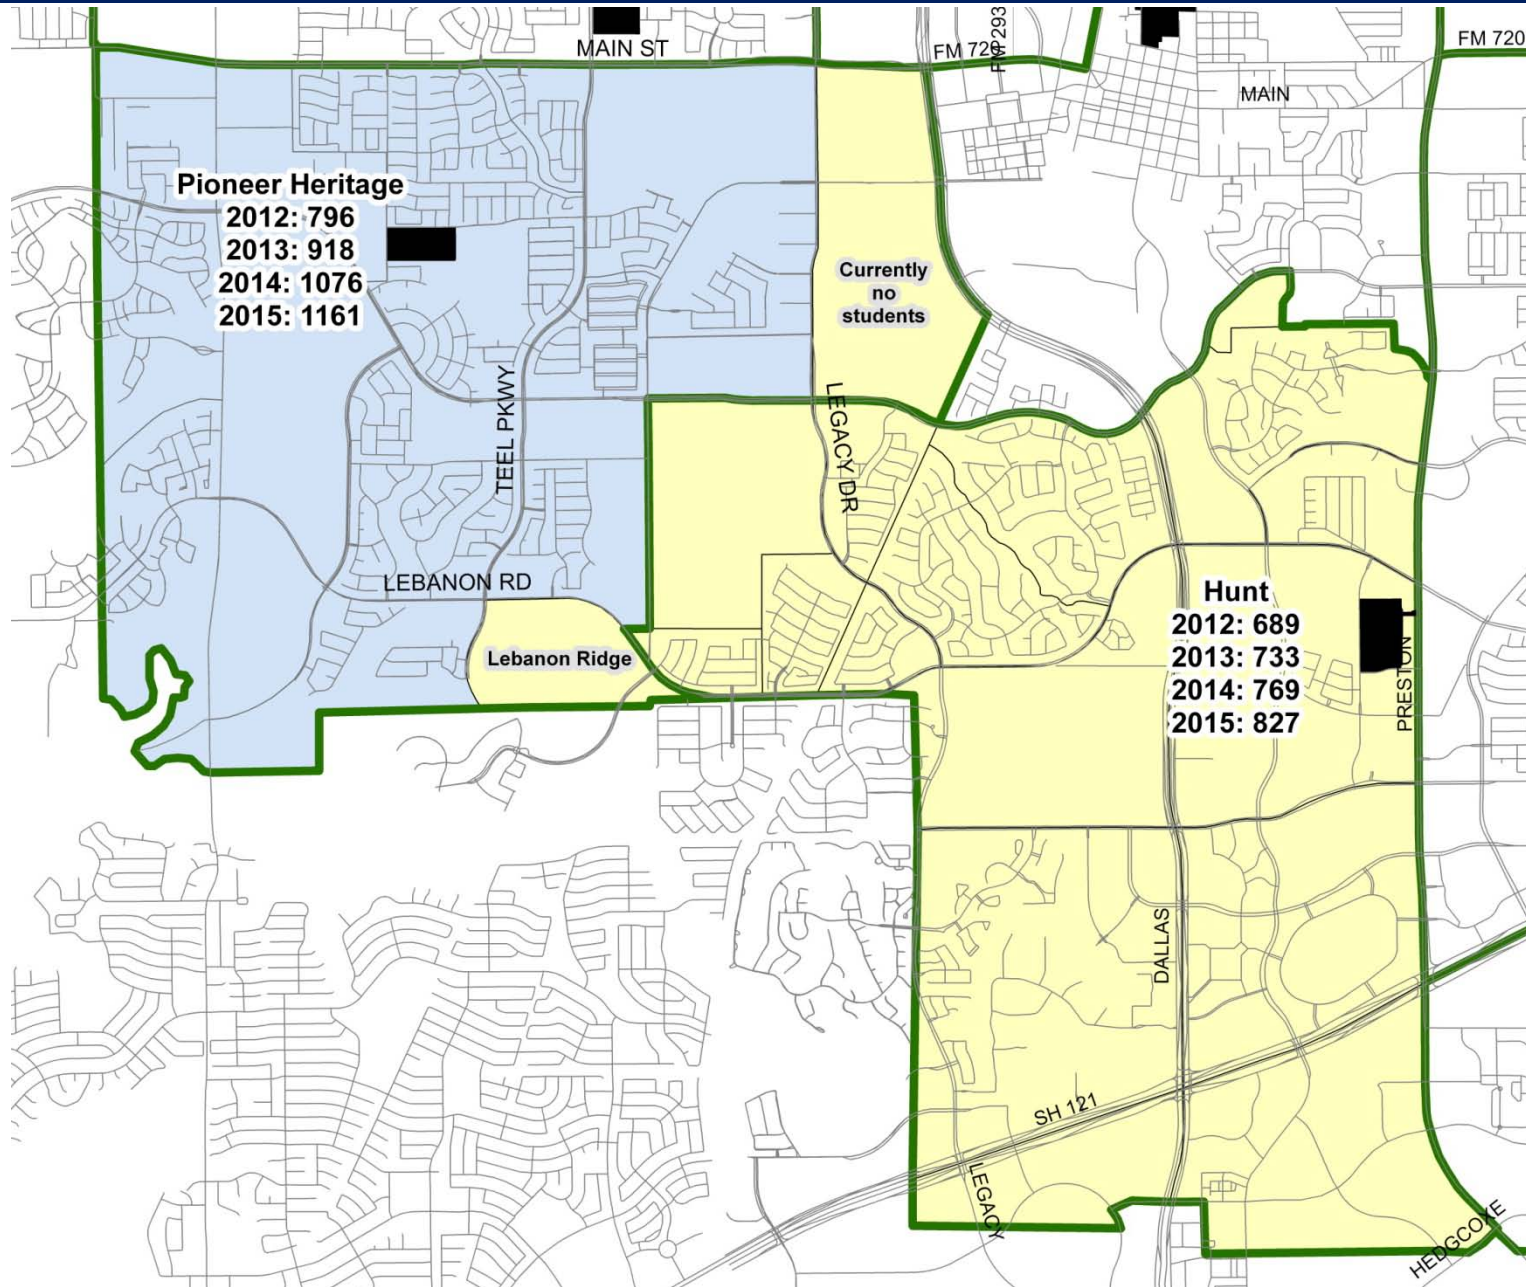 MAIN ST
FM 720
FM 293
FM 720
MAIN
Pioneer Heritage
2012: 796
2013: 918
2014: 1076
2015: 1161
Currently
no
students
TEEL PKWY
LEGACY DR
LEBANON RD
Lebanon Ridge
Hunt
2012: 689
2013: 733
2014: 769
2015: 827
PRESTON
DALLAS
SH 121
LEGACY
HEDGCOXE